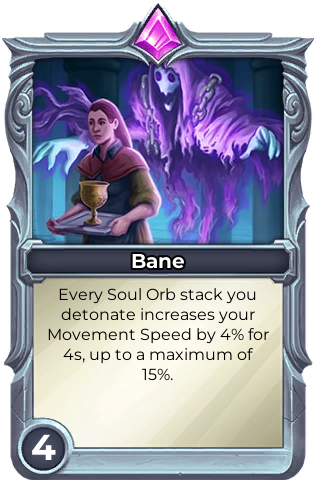 Bane
Every Soul Orb stack you
detonate increases your
Movement Speed by 4% for
4s, up to a maximum of
15%.
4